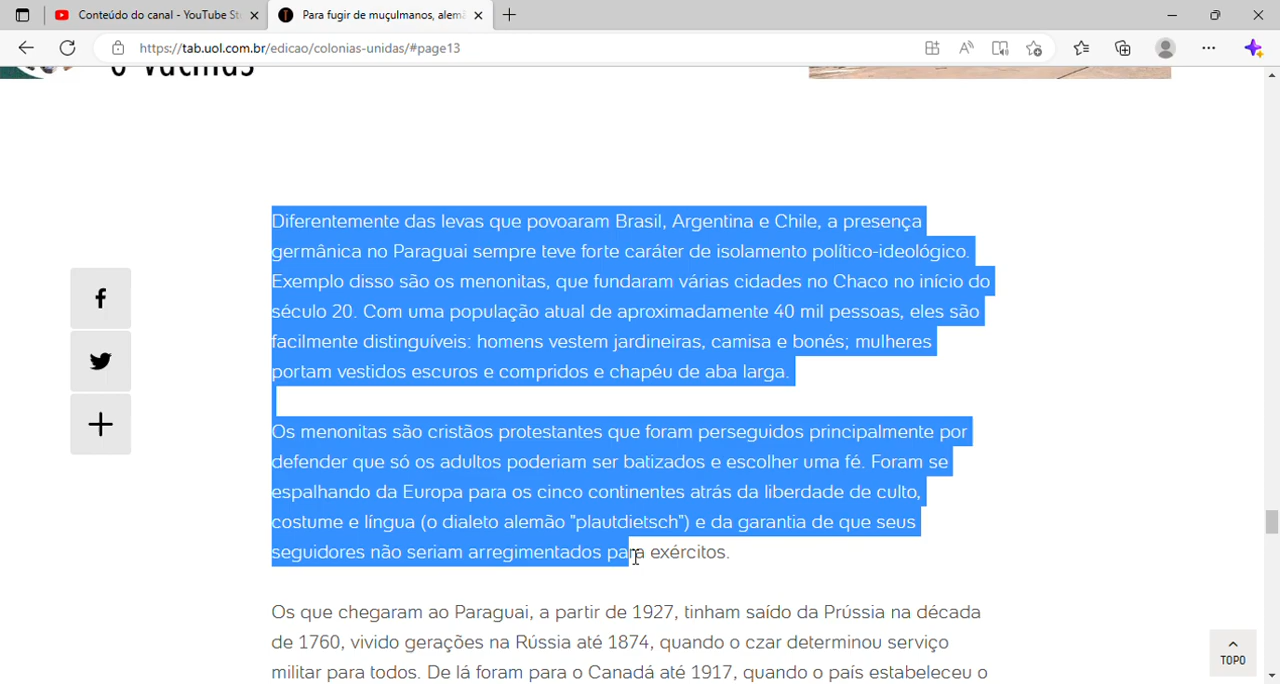 Conteúdo do canal - YouTube St
Para fugir de muçulmanos, alemã
https://tab.uol.com.br/edicao/colonias-unidas/#page13
o vacinas
Diferentemente das levas que povoaram Brasil, Argentina e Chile, a presença
germânica no Paraguai sempre teve forte caráter de isolamento político-ideológico.
Exemplo disso são os menonitas, que fundaram várias cidades no Chaco no início do
século 20. Com uma população atual de aproximadamente 40 mil pessoas, eles são
facilmente distinguíveis: homens vestem jardineiras, camisa e bonés; mulheres
portam vestidos escuros e compridos e chapéu de aba larga.
Os menonitas são cristãos protestantes que foram perseguidos principalmente por
defender que só os adultos poderiam ser batizados e escolher uma fé. Foram se
espalhando da Europa para os cinco continentes atrás da liberdade de culto,
costume e língua (o dialeto alemão "plautdietsch") e da garantia de que seus
seguidores não seriam arregimentados para exércitos.
Os que chegaram ao Paraguai, a partir de 1927, tinham saído da Prússia na década
de 1760, vivido gerações na Rússia até 1874, quando o czar determinou serviço
militar para todos. De lá foram para o Canadá até 1917, quando o país estabeleceu o
TOPO